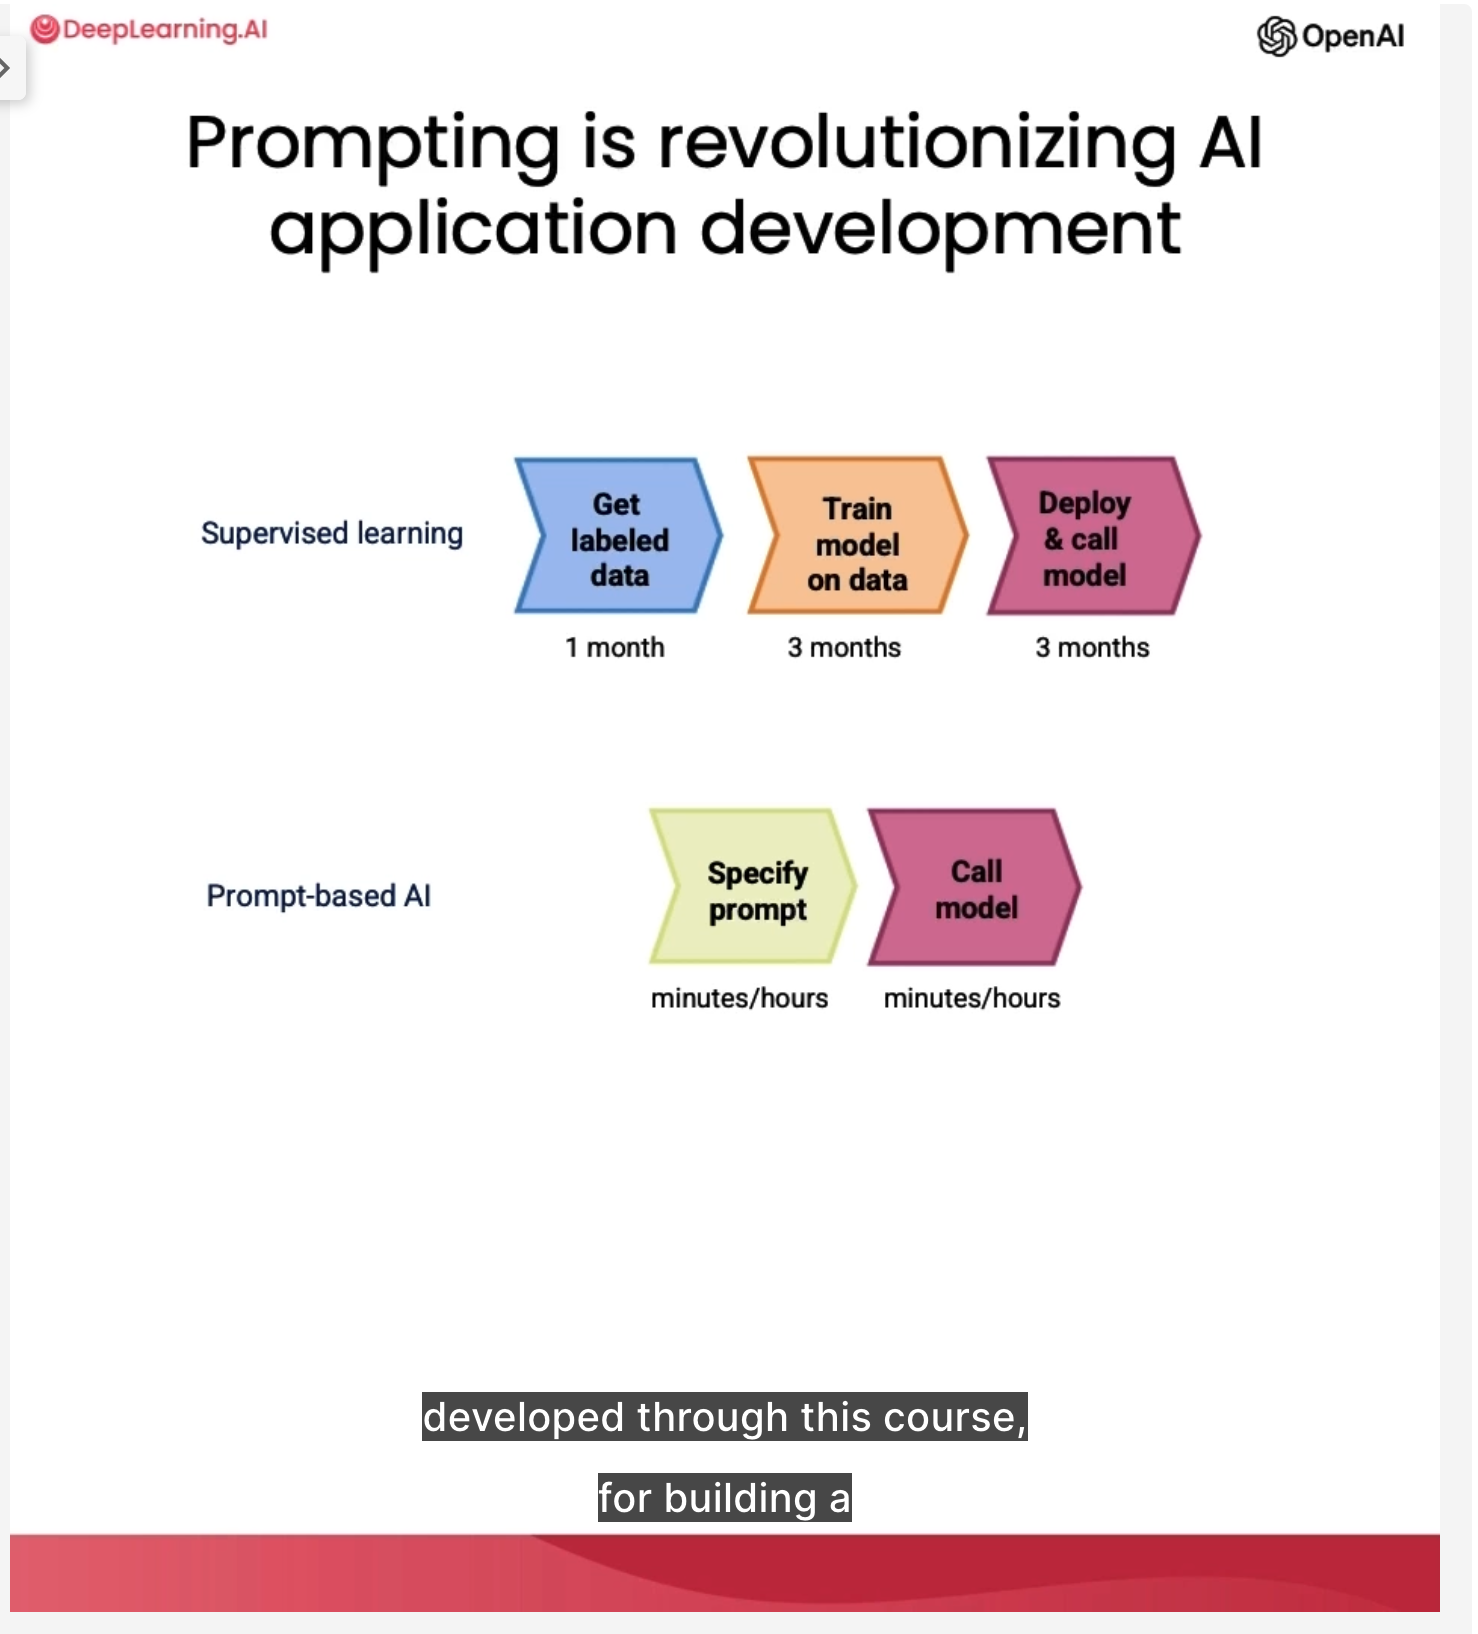 DeepLearning.AI
OpenAI
Prompting is revolutionizing AI
application development
Supervised learning
Get
labeled
data
1 month
Train
model
on data
3 months
Deploy
& call
model
3 months
Prompt-based AI
Specify
prompt
minutes/hours
Call
model
minutes/hours
developed through this course,
for building a